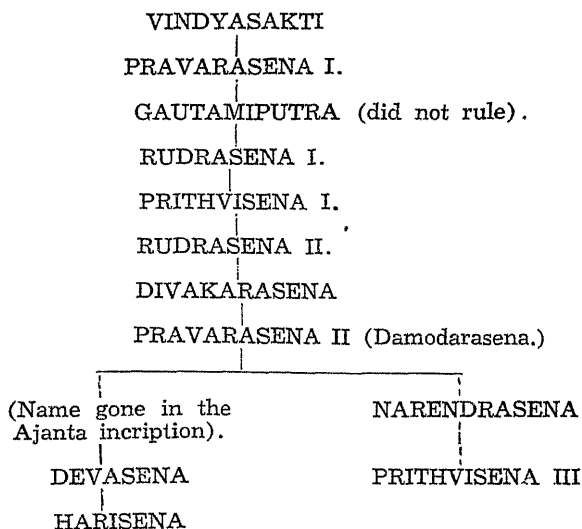 VINDYASAKTI
PRAVARASENA I.
GAUTAMIPUTRA (did not rule).
RUDRASENA I.
PRITHVISENA I.
RUDRASENA II.
DIVAKARASENA
PRAVARASENA II (Damodarasena.)
(Name gone in the
Ajanta incription).
NARENDRASENA
DEVASENA
PRITHVISENA III
HARISENA